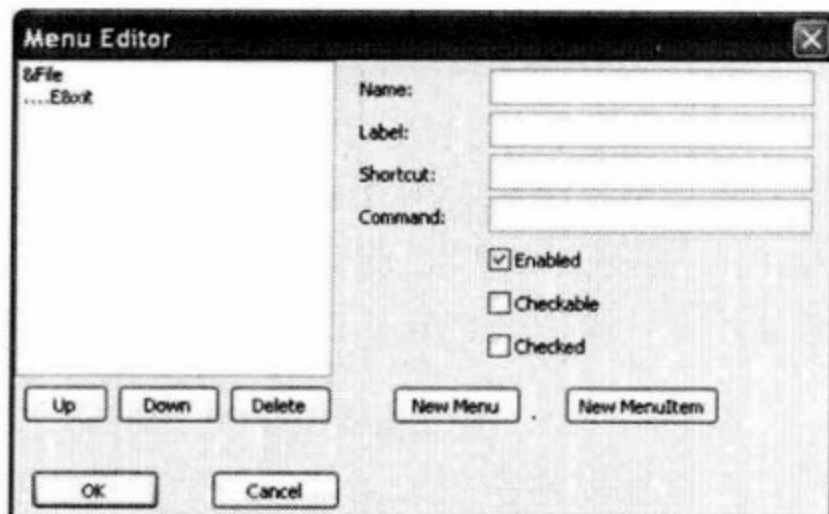 Menu Editor
&File
....E&xit
Name:
Label:
Shortcut:
Command:
Enabled
Checkable
Checked
Up
Down
Delete
New Menu
New MenuItem
OK
Cancel